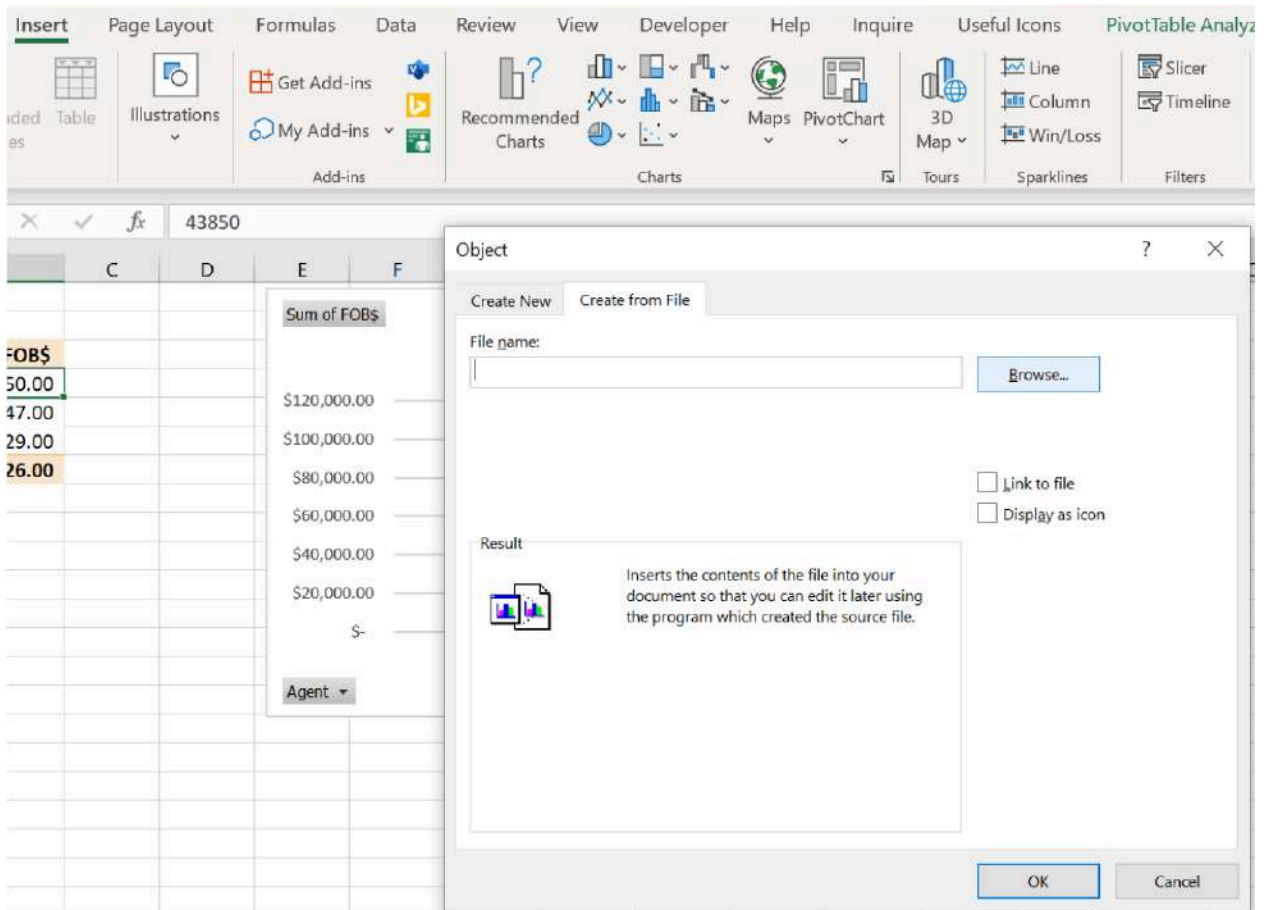 Insert Page Layout Formulas Data Review View Developer Help Inquire Useful Icons PivotTable Analyz
Table
Illustrations
Get Add-ins
My Add-ins
Add-ins
Recommended
Charts
Maps
PivotChart
Charts
3D
Map
Tours
Line
Column
Win/Loss
Sparklines
Slicer
Timeline
Filters
fx 43850
C D E F
FOB$
50.00
47.00
29.00
26.00
Sum of FOB$
$120,000.00
$100,000.00
$80,000.00
$60,000.00
$40,000.00
$20,000.00
$-
Agent
Object ?
Create New Create from File
File name:
Browse...
Link to file
Display as icon
Result
Inserts the contents of the file into your
document so that you can edit it later using
the program which created the source file.
OK Cancel